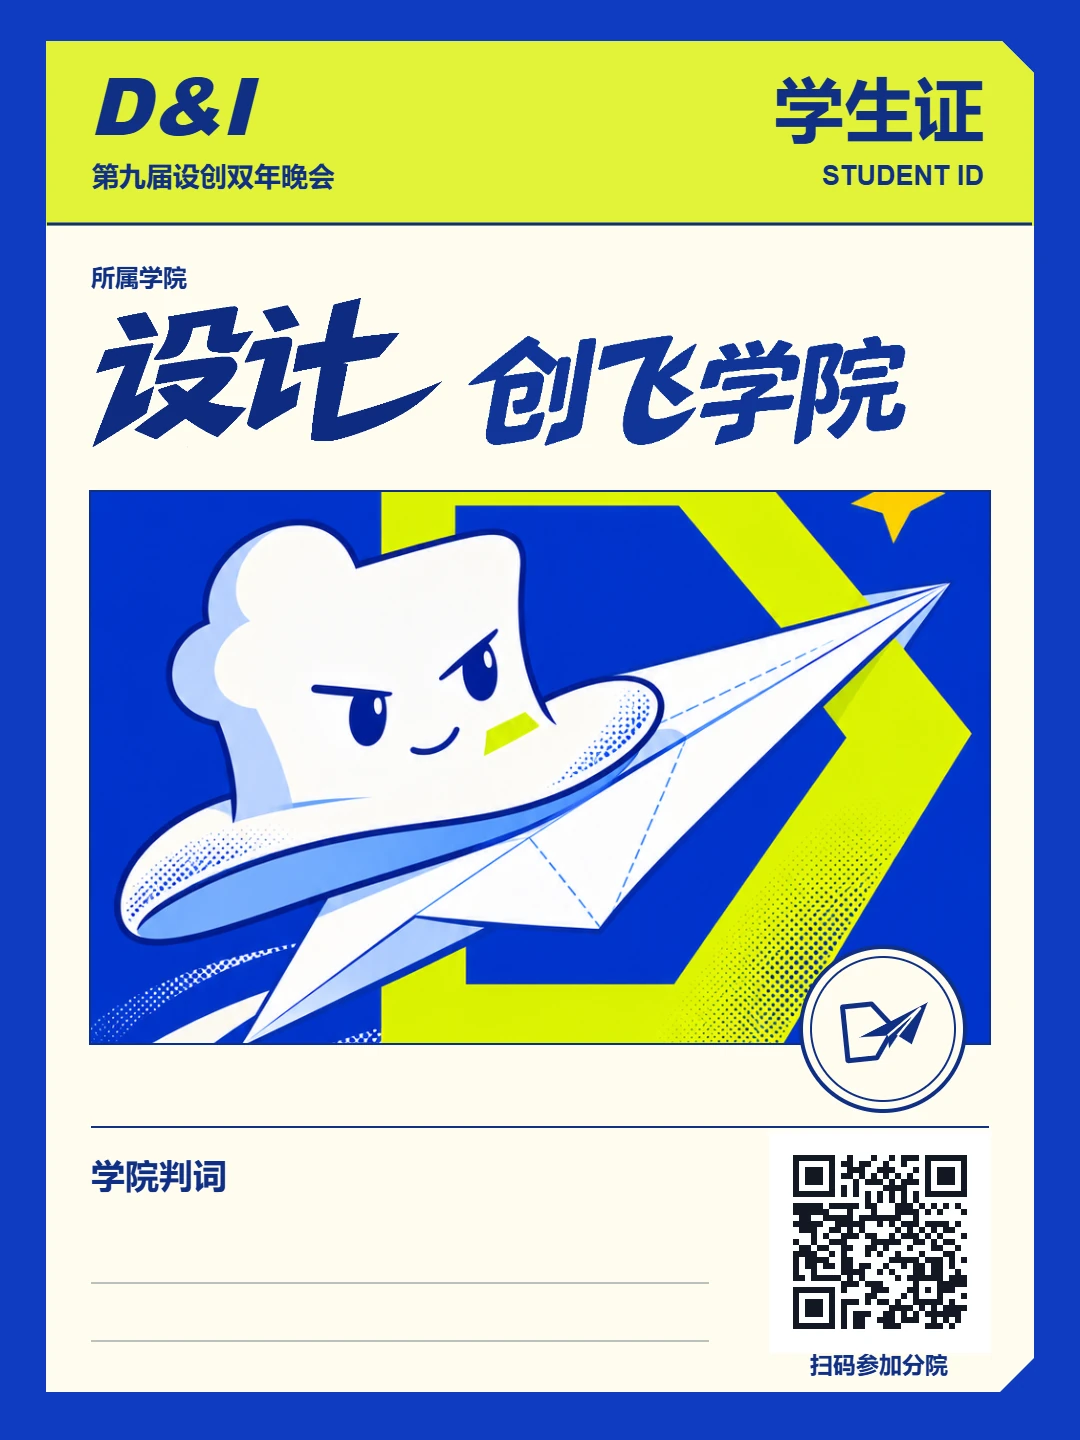 D&I
学生证
第九届设创双年晚会
STUDENT ID
所属学院
设计 创飞学院
学院判词
扫码参加分院